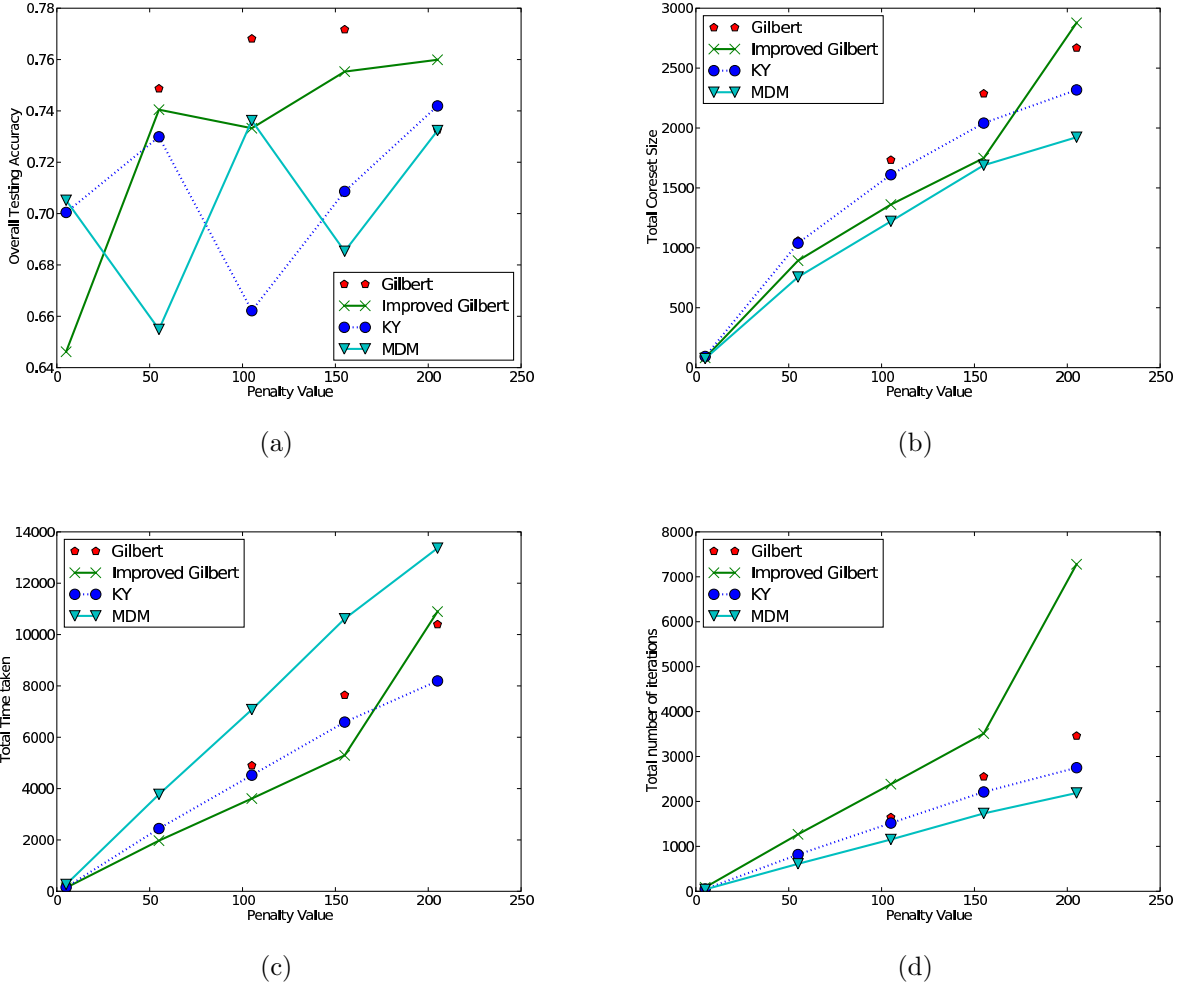 0.78
0.76
0.74
0.72
0.70
0.68
0.66
0.64
0 50 100 150 200 250
Overall Testing Accuracy
Penalty Value
Gilbert
Improved Gilbert
KY
MDM
(a)
3000
2500
2000
1500
1000
500
0
0 50 100 150 200 250
Total Coreset Size
Penalty Value
Gilbert
Improved Gilbert
KY
MDM
(b)
14000
12000
10000
8000
6000
4000
2000
0
0 50 100 150 200 250
Total Time taken
Penalty Value
Gilbert
Improved Gilbert
KY
MDM
(c)
8000
7000
6000
5000
4000
3000
2000
1000
0
0 50 100 150 200 250
Total number of iterations
Penalty Value
Gilbert
Improved Gilbert
KY
MDM
(d)